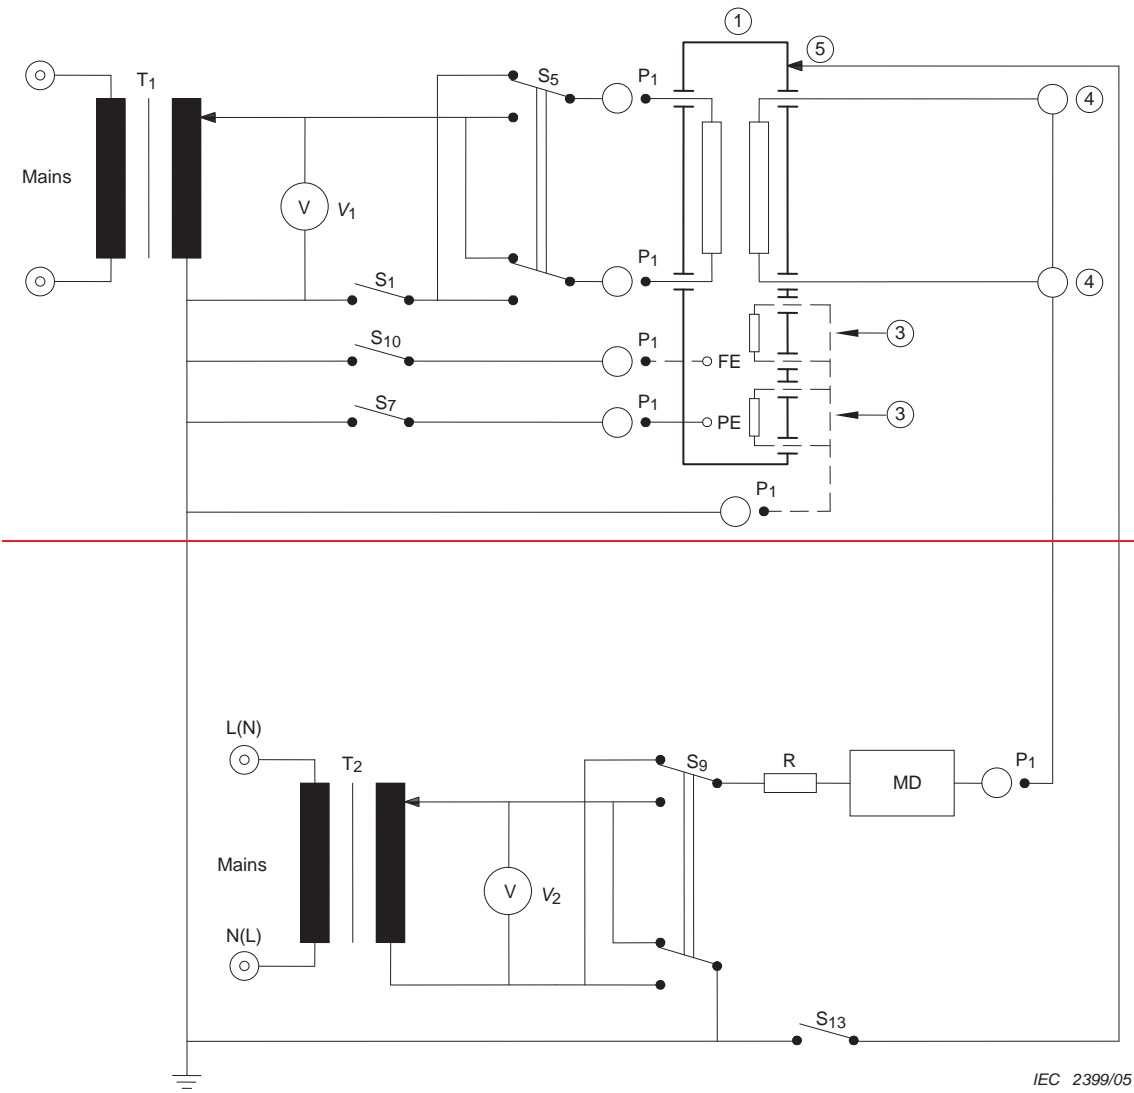 1
5
T1
S5
P1
4
Mains
V
V1
S1
P1
4
S10
P1
FE
3
S7
P1
PE
3
P1
L(N)
T2
S9
R
MD
P1
Mains
V
V2
N(L)
S13
IEC 2399/05